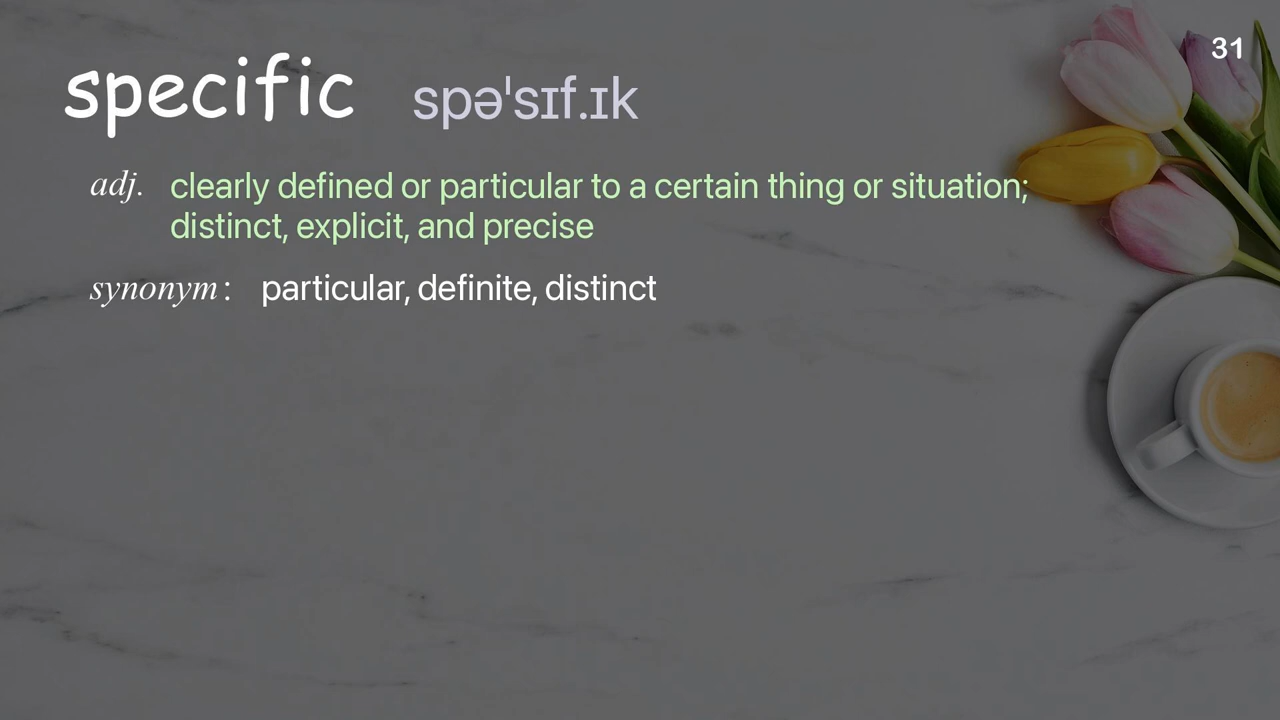 31
specific spəˈsɪf.ɪk
adj. clearly defined or particular to a certain thing or situation;
distinct, explicit, and precise
synonym : particular, definite, distinct